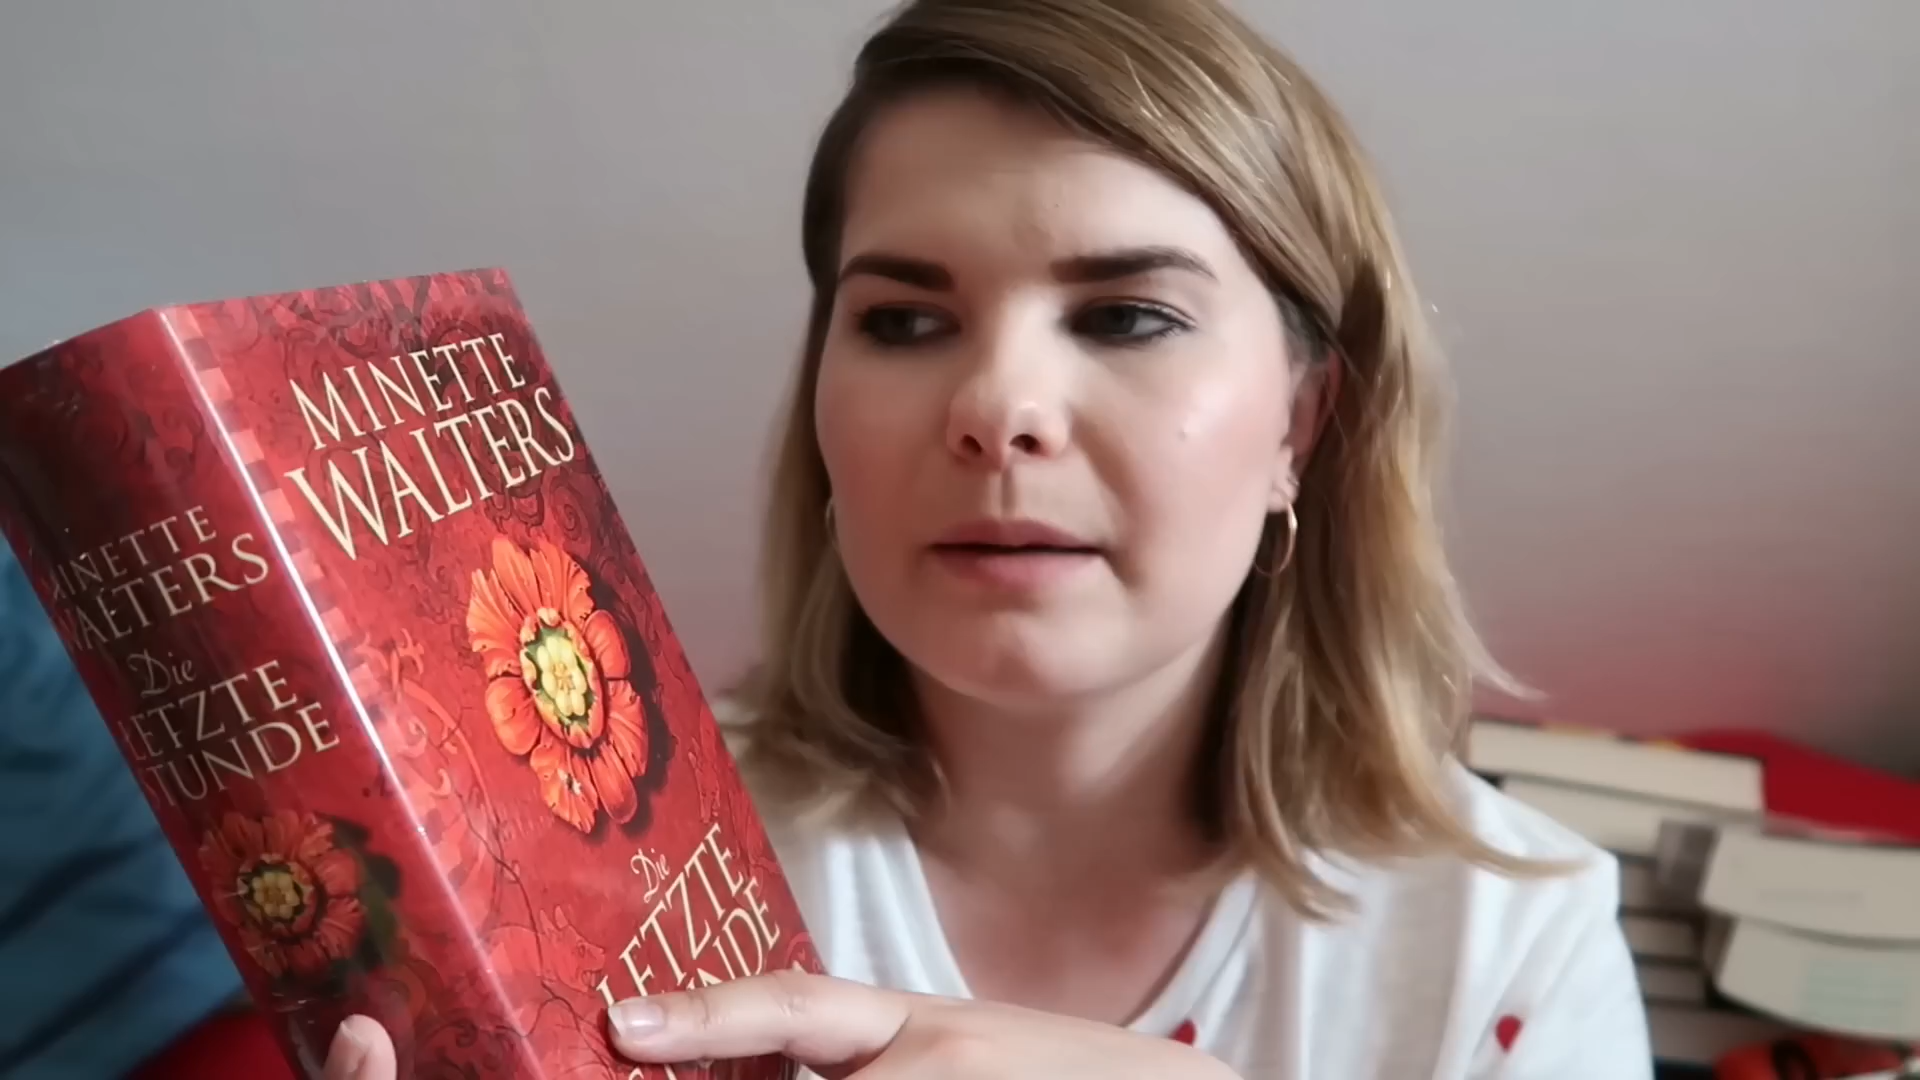 MINETTE
WALTERS
Die
LETZTE
STUNDE
MINETTE
WALTERS
Die
LETZTE